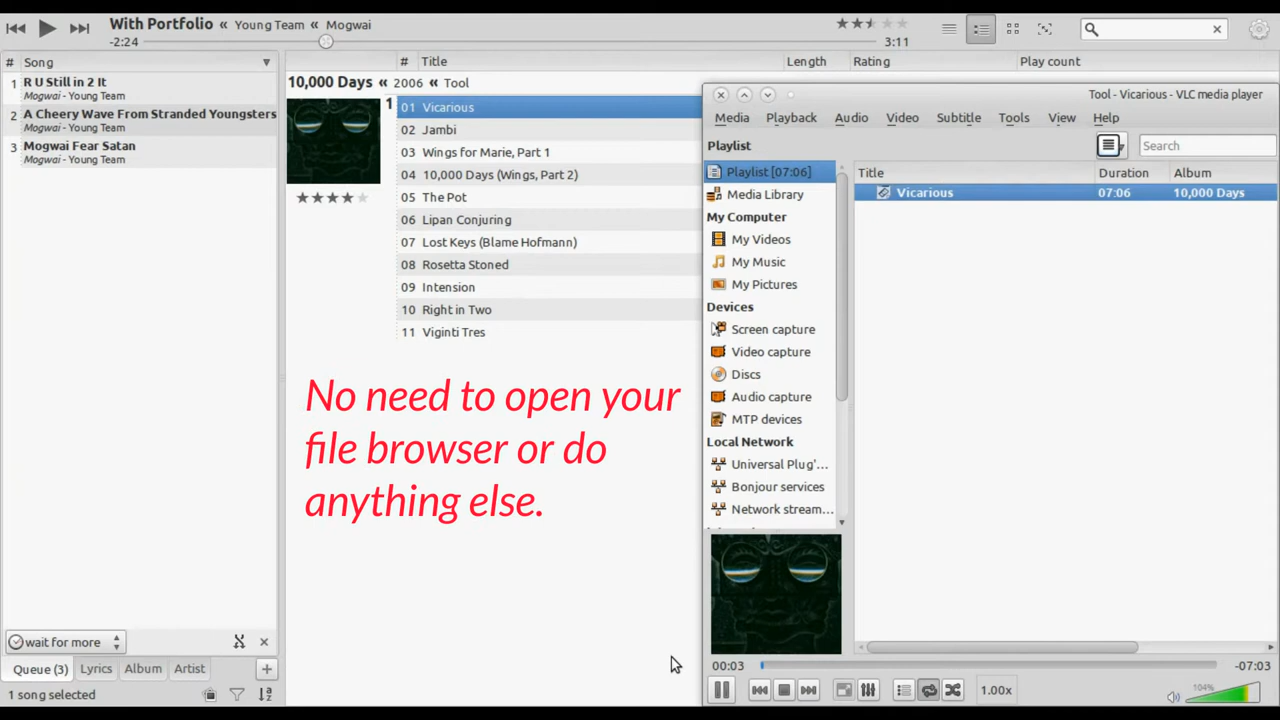 With Portfolio « Young Team « Mogwai
-2:24
3:11
# Song
1 R U Still in 2 It
Mogwai - Young Team
2 A Cheery Wave From Stranded Youngsters
Mogwai - Young Team
3 Mogwai Fear Satan
Mogwai - Young Team
wait for more
Queue (3) Lyrics Album Artist +
1 song selected
# Title Length Rating Play count
10,000 Days « 2006 « Tool
1
01 Vicarious
02 Jambi
03 Wings for Marie, Part 1
04 10,000 Days (Wings, Part 2)
05 The Pot
06 Lipan Conjuring
07 Lost Keys (Blame Hofmann)
08 Rosetta Stoned
09 Intension
10 Right in Two
11 Viginti Tres
No need to open your
file browser or do
anything else.
Tool - Vicarious - VLC media player
Media Playback Audio Video Subtitle Tools View Help
Playlist
Search
Playlist [07:06]
Media Library
My Computer
My Videos
My Music
My Pictures
Devices
Screen capture
Video capture
Discs
Audio capture
MTP devices
Local Network
Universal Plug'...
Bonjour services
Network stream...
Title Duration Album
Vicarious 07:06 10,000 Days
00:03 -07:03
1.00x
104%